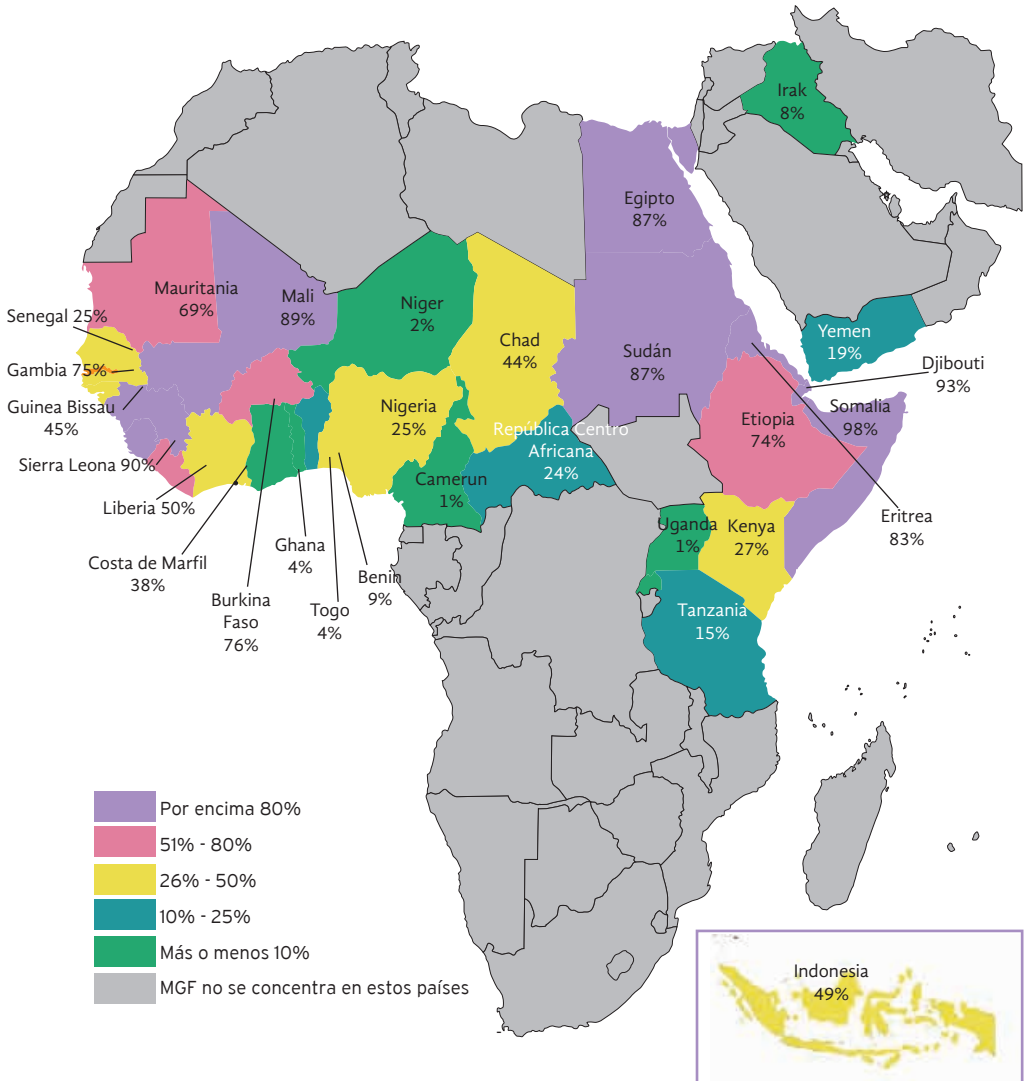 Irak
8%
Egipto
87%
Mauritania
69%
Mali
89%
Niger
2%
Chad
44%
Sudán
87%
Yemen
19%
Djibouti
93%
Senegal 25%
Gambia 75%
Guinea Bissau
45%
Sierra Leona 90%
Liberia 50%
Costa de Marfil
38%
Burkina
Faso
76%
Ghana
4%
Togo
4%
Benin
9%
Nigeria
25%
Camerun
1%
República Centro
Africana
24%
Etiopia
74%
Somalia
98%
Eritrea
83%
Uganda
1%
Kenya
27%
Tanzania
15%
Por encima 80%
51% - 80%
26% - 50%
10% - 25%
Más o menos 10%
MGF no se concentra en estos países
Indonesia
49%